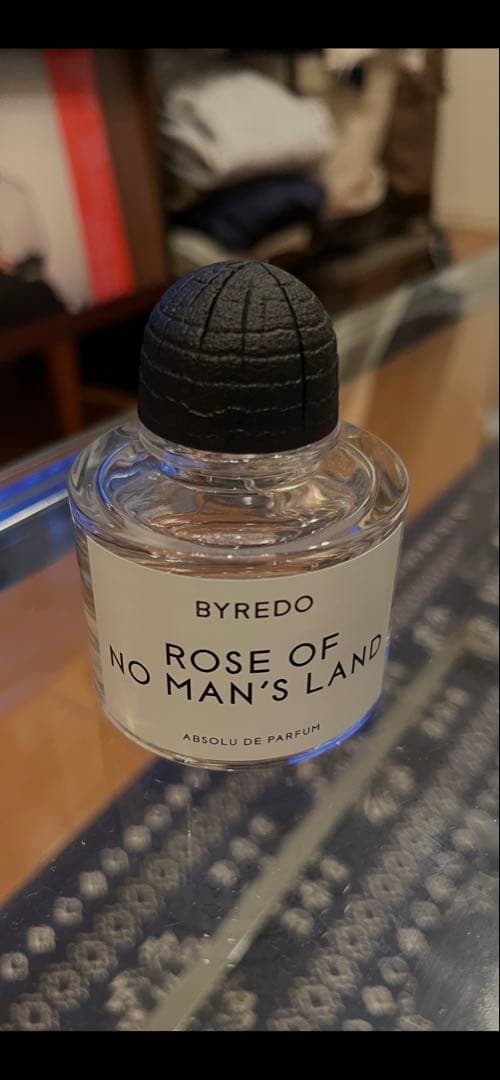 BYREDO
ROSE OF
NO MAN'S LAND
ABSOLU DE PARFUM